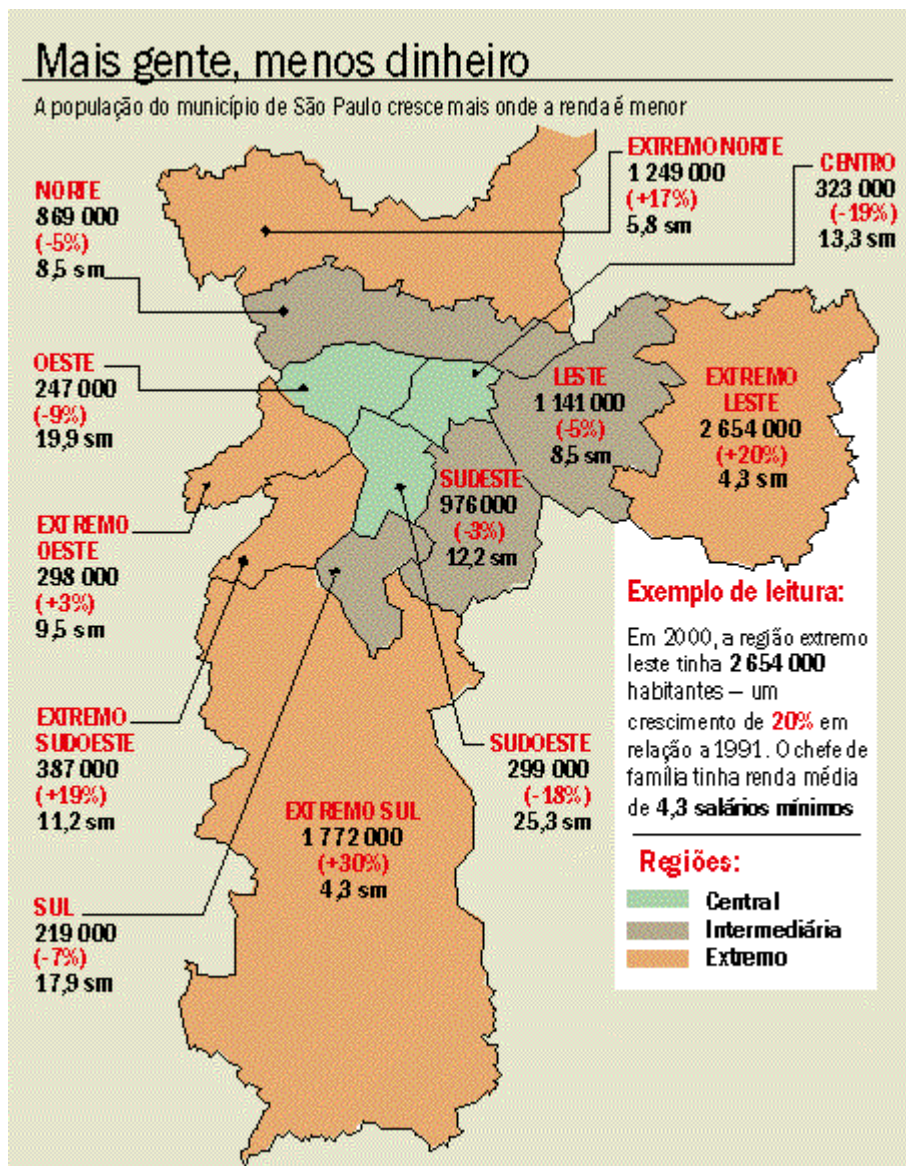 Mais gente, menos dinheiro
A população do município de São Paulo cresce mais onde a renda é menor
EXTREMO NORTE
1 249 000
(+17%)
5,8 sm
CENTRO
323 000
(-19%)
13,3 sm
NORTE
869 000
(-5%)
8,5 sm
OESTE
247 000
(-9%)
19,9 sm
LESTE
1 141 000
(-5%)
8,5 sm
EXTREMO
LESTE
2 654 000
(+20%)
4,3 sm
SUDESTE
976 000
(-3%)
12,2 sm
EXTREMO
OESTE
298 000
(+3%)
9,5 sm
EXTREMO
SUDOESTE
387 000
(+19%)
11,2 sm
SUDOESTE
299 000
(-18%)
25,3 sm
EXTREMO SUL
1 772 000
(+30%)
4,3 sm
SUL
219 000
(-7%)
17,9 sm
Exemplo de leitura:
Em 2000, a região extremo
leste tinha 2 654 000
habitantes – um
crescimento de 20% em
relação a 1991. O chefe de
família tinha renda média
de 4,3 salários mínimos
Regiões:
Central
Intermediária
Extremo